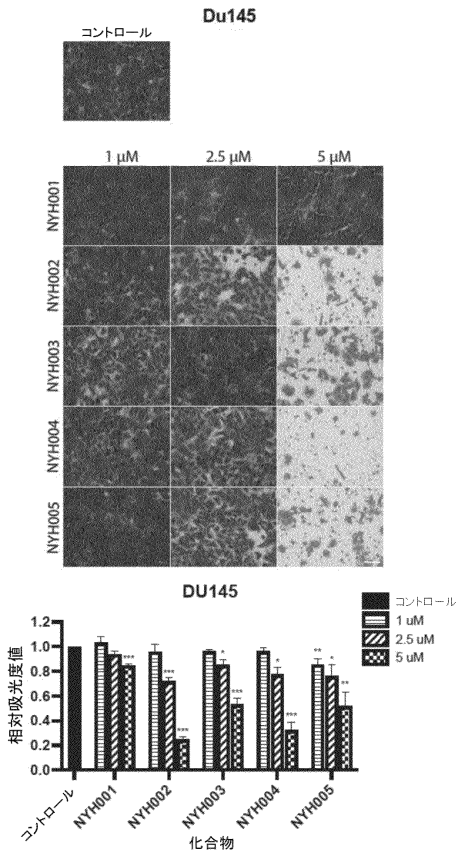 Du145
コントロール
1 μM 2.5 μM 5 μM
NYH001
NYH002
NYH003
NYH004
NYH005
DU145
相対吸光度値
1.2
1.0
0.8
0.6
0.4
0.2
0.0
*** *** *** * *** * *** ** * **
コントロール
1 uM
2.5 uM
5 uM
コントロール NYH001 NYH002 NYH003 NYH004 NYH005
化合物